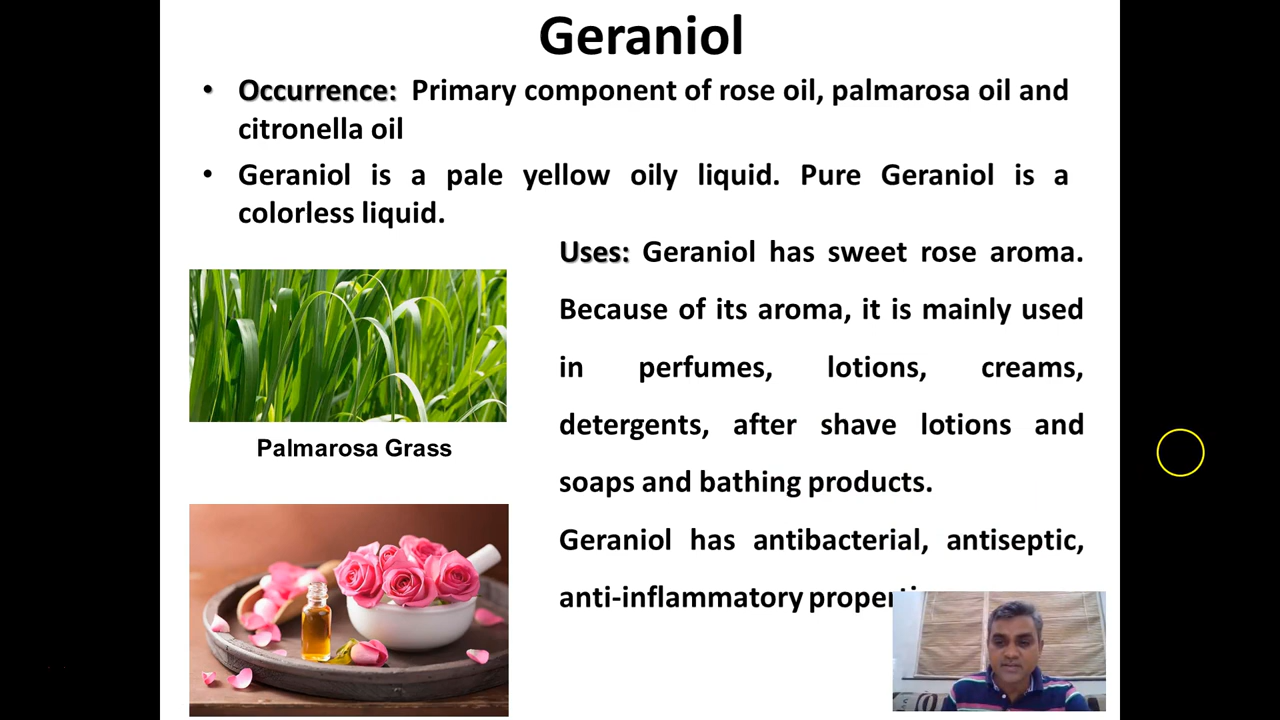 Geraniol
• Occurrence: Primary component of rose oil, palmarosa oil and
citronella oil
• Geraniol is a pale yellow oily liquid. Pure Geraniol is a
colorless liquid.
Uses: Geraniol has sweet rose aroma.
Because of its aroma, it is mainly used
in perfumes, lotions, creams,
detergents, after shave lotions and
soaps and bathing products.
Geraniol has antibacterial, antiseptic,
anti-inflammatory
Palmarosa Grass